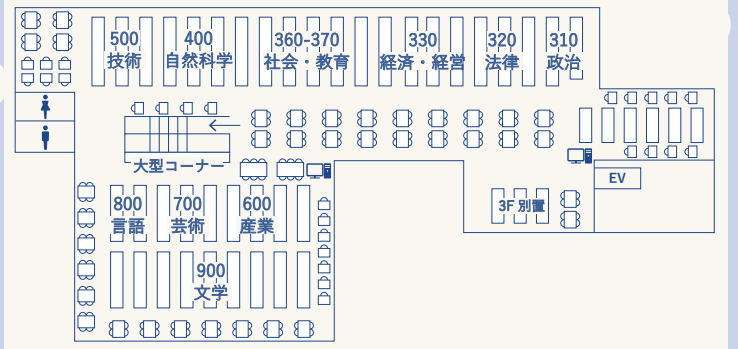 500
技術
400
自然科学
360-370
社会・教育
330
経済・経営
320
法律
310
政治
大型コーナー
EV
800
言語
700
芸術
600
産業
3F 別置
900
文学